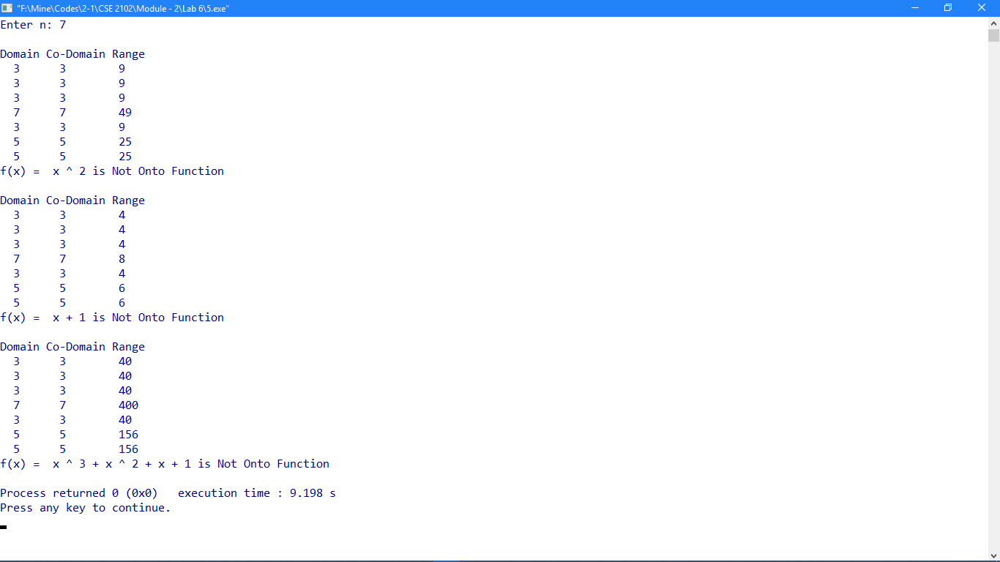 "F:\Mine\Codes\2-1\CSE 2102\Module - 2\Lab 6\5.exe"
Enter n: 7

Domain Co-Domain Range
  3      3        9
  3      3        9
  3      3        9
  7      7        49
  3      3        9
  5      5        25
  5      5        25
f(x) =  x ^ 2 is Not Onto Function

Domain Co-Domain Range
  3      3        4
  3      3        4
  3      3        4
  7      7        8
  3      3        4
  5      5        6
  5      5        6
f(x) =  x + 1 is Not Onto Function

Domain Co-Domain Range
  3      3        40
  3      3        40
  3      3        40
  7      7        400
  3      3        40
  5      5        156
  5      5        156
f(x) =  x ^ 3 + x ^ 2 + x + 1 is Not Onto Function

Process returned 0 (0x0)   execution time : 9.198 s
Press any key to continue.